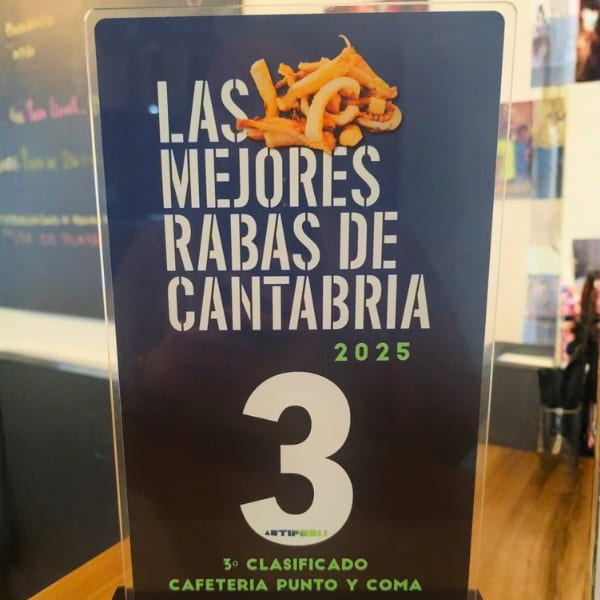 LAS
MEJORES
RABAS DE
CANTABRIA
2025
3
3º CLASIFICADO
CAFETERIA PUNTO Y COMA